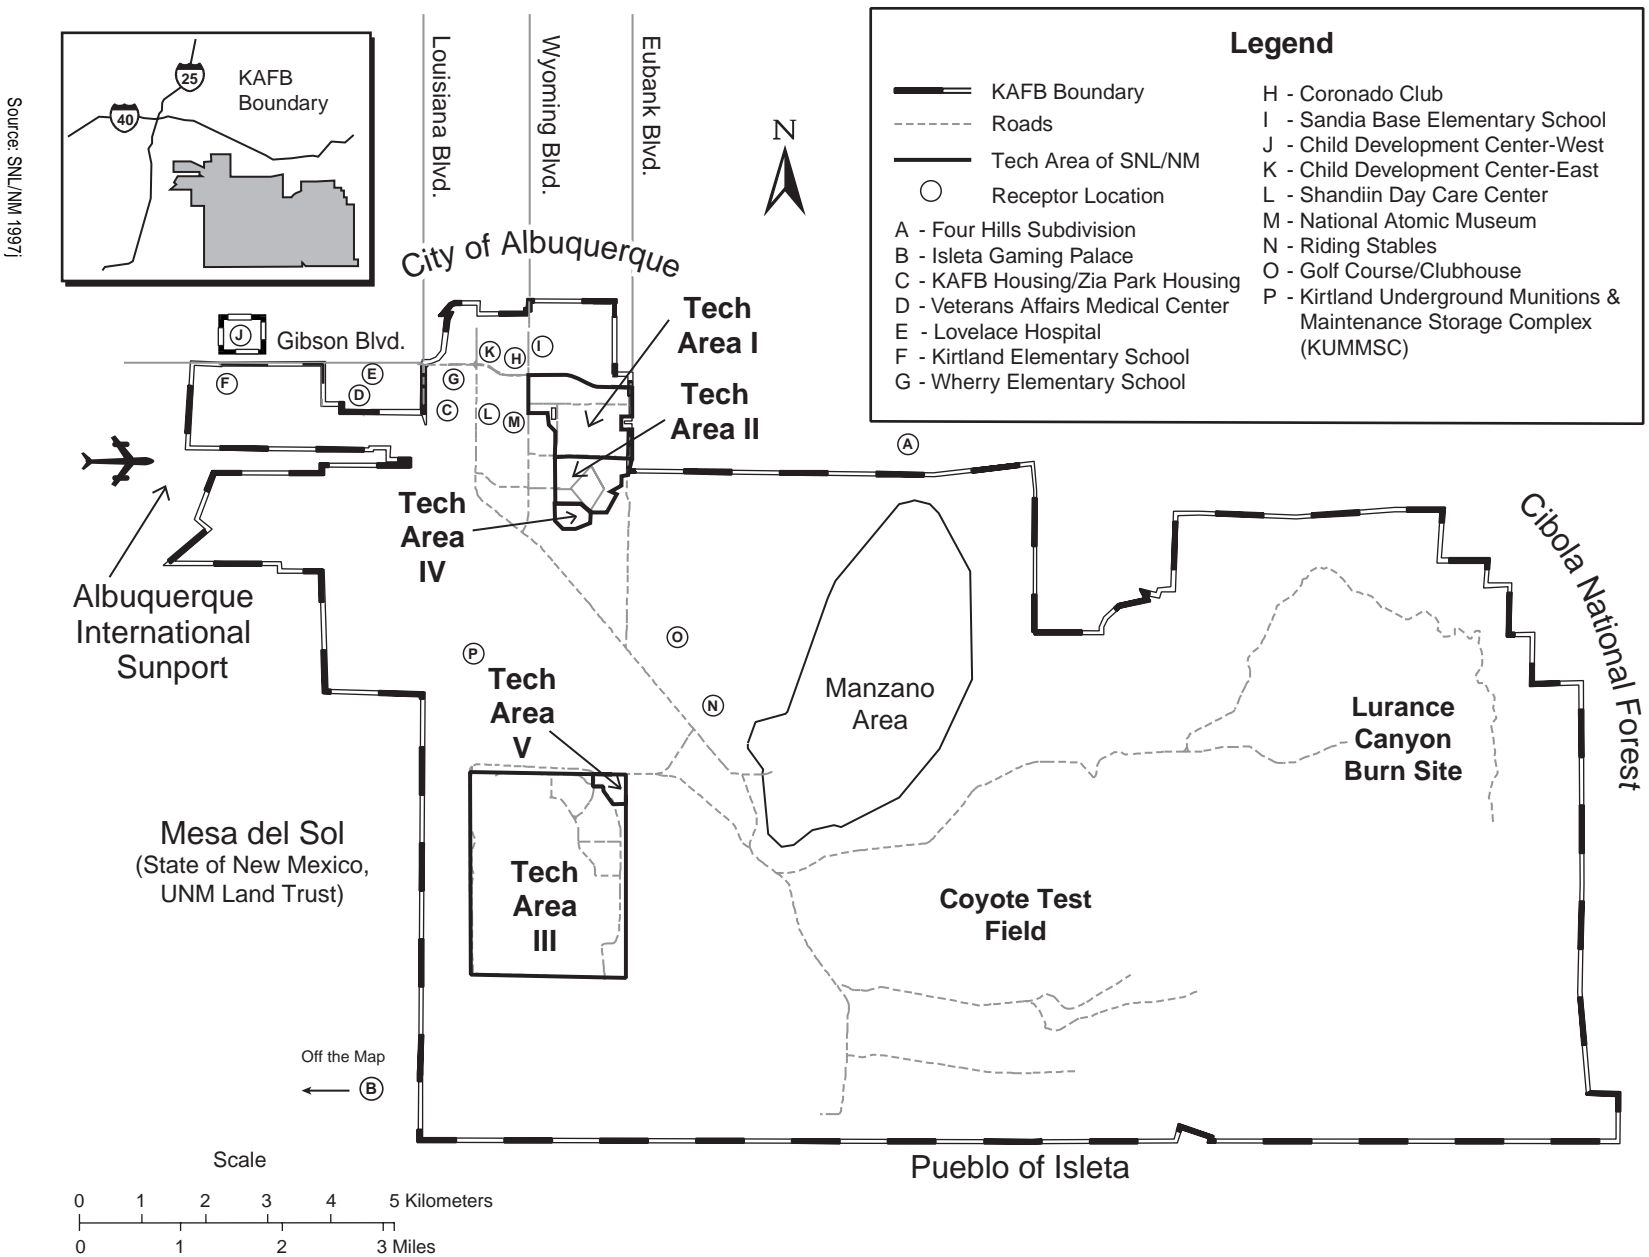 Source: SNL/NM 1997j
25
40
KAFB
Boundary
Louisiana Blvd.
Wyoming Blvd.
Eubank Blvd.
N
Legend
KAFB Boundary
Roads
Tech Area of SNL/NM
Receptor Location
A - Four Hills Subdivision
B - Isleta Gaming Palace
C - KAFB Housing/Zia Park Housing
D - Veterans Affairs Medical Center
E - Lovelace Hospital
F - Kirtland Elementary School
G - Wherry Elementary School
H - Coronado Club
I - Sandia Base Elementary School
J - Child Development Center-West
K - Child Development Center-East
L - Shandiin Day Care Center
M - National Atomic Museum
N - Riding Stables
O - Golf Course/Clubhouse
P - Kirtland Underground Munitions &
Maintenance Storage Complex
(KUMMSC)
City of Albuquerque
J
Gibson Blvd.
Tech
Area I
K
H
I
F
E
D
G
C
L
M
Tech
Area II
A
Tech
Area
IV
Albuquerque
International
Sunport
Cibola National Forest
P
O
N
Tech
Area
V
Manzano
Area
Lurance
Canyon
Burn Site
Mesa del Sol
(State of New Mexico,
UNM Land Trust)
Tech
Area
III
Coyote Test
Field
Off the Map
B
Pueblo of Isleta
Scale
0 1 2 3 4 5 Kilometers
0 1 2 3 Miles